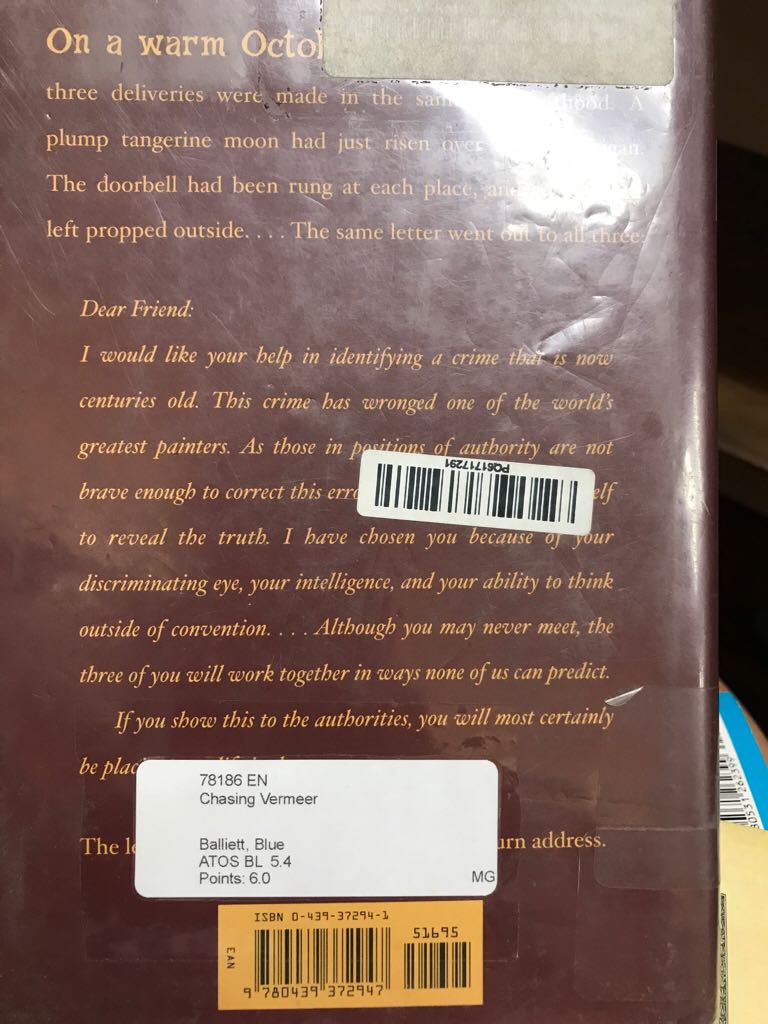 On a warm Octo
three deliveries were made in the sam hood. A
plump tangerine moon had just risen over gan.
The doorbell had been rung at each place, and
left propped outside. . . . The same letter went out to all three:
Dear Friend:
I would like your help in identifying a crime that is now
centuries old. This crime has wronged one of the world's
greatest painters. As those in positions of authority are not
brave enough to correct this erro elf
PQ61717291
to reveal the truth. I have chosen you because of your
discriminating eye, your intelligence, and your ability to think
outside of convention. . . . Although you may never meet, the
three of you will work together in ways none of us can predict.
If you show this to the authorities, you will most certainly
be plac
78186 EN
Chasing Vermeer
The le urn address.
Balliett, Blue
ATOS BL 5.4
Points: 6.0 MG
ISBN 0-439-37294-1
51695
EAN
9 780439 372947